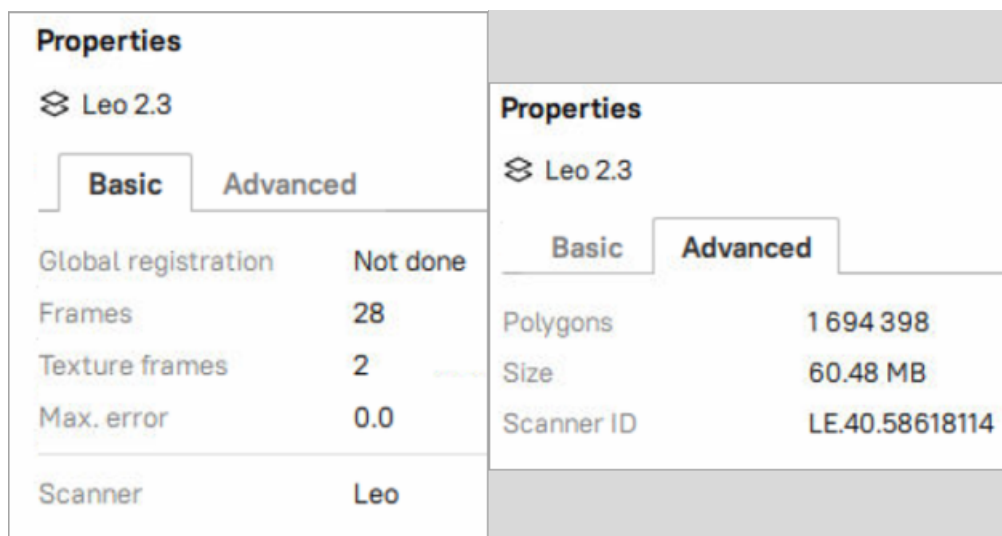 Properties
Leo 2.3
Basic Advanced
Global registration Not done
Frames 28
Texture frames 2
Max. error 0.0
Scanner Leo
Properties
Leo 2.3
Basic Advanced
Polygons 1 694 398
Size 60.48 MB
Scanner ID LE.40.58618114